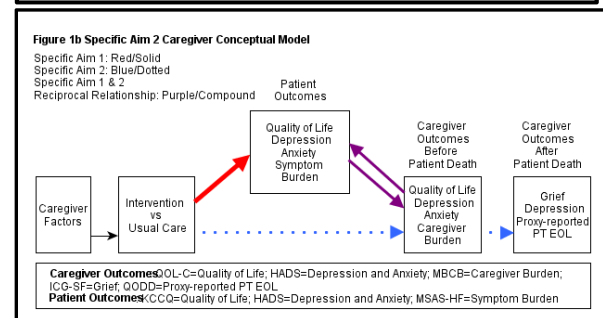 Figure 1b Specific Aim 2 Caregiver Conceptual Model
Specific Aim 1: Red/Solid
Specific Aim 2: Blue/Dotted
Specific Aim 1 & 2
Reciprocal Relationship: Purple/Compound
Patient
Outcomes
Quality of Life
Depression
Anxiety
Symptom
Burden
Caregiver
Outcomes
Before
Patient Death
Caregiver
Outcomes
After
Patient Death
Caregiver
Factors
Intervention
vs
Usual Care
Quality of Life
Depression
Anxiety
Caregiver
Burden
Grief
Depression
Proxy-reported
PT EOL
Caregiver Outcomes:QOL-C=Quality of Life; HADS=Depression and Anxiety; MBCB=Caregiver Burden;
ICG-SF=Grief; QODD=Proxy-reported PT EOL
Patient Outcomes:KCCQ=Quality of Life; HADS=Depression and Anxiety; MSAS-HF=Symptom Burden